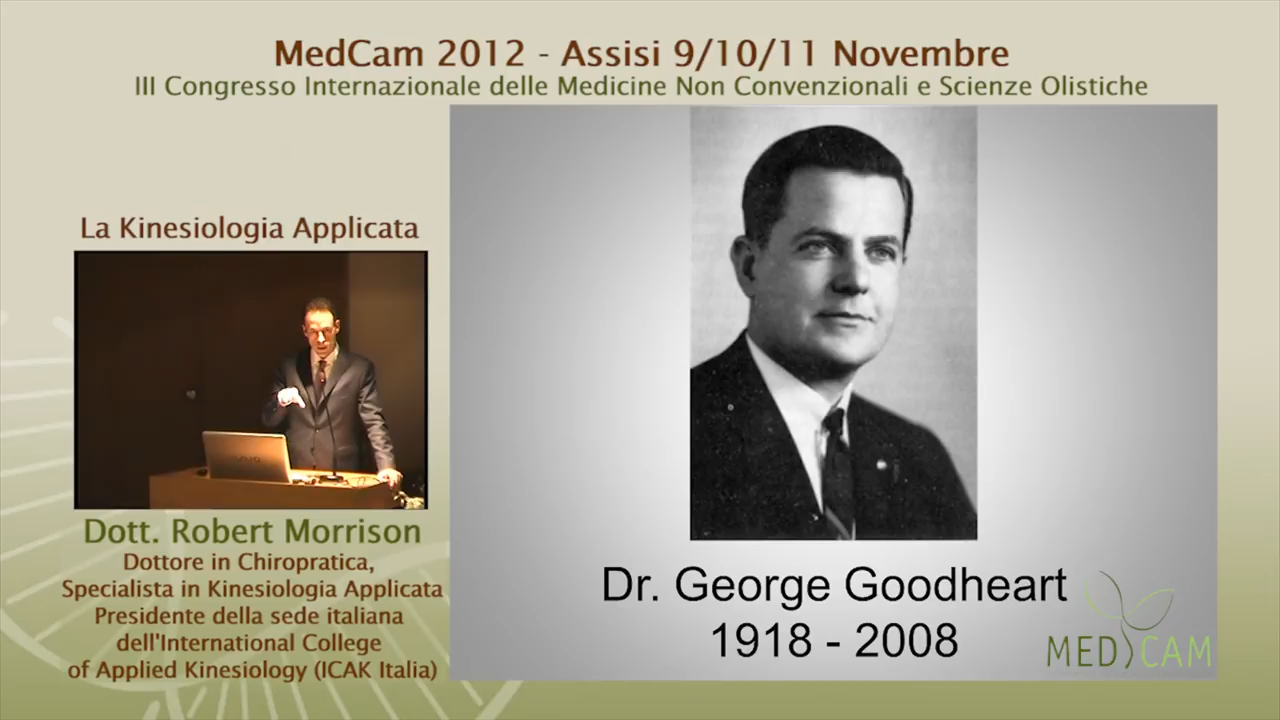 MedCam 2012 - Assisi 9/10/11 Novembre
III Congresso Internazionale delle Medicine Non Convenzionali e Scienze Olistiche
La Kinesiologia Applicata
Dott. Robert Morrison
Dottore in Chiropratica,
Specialista in Kinesiologia Applicata
Presidente della sede italiana
dell'International College
of Applied Kinesiology (ICAK Italia)
Dr. George Goodheart
1918 - 2008
MEDCAM